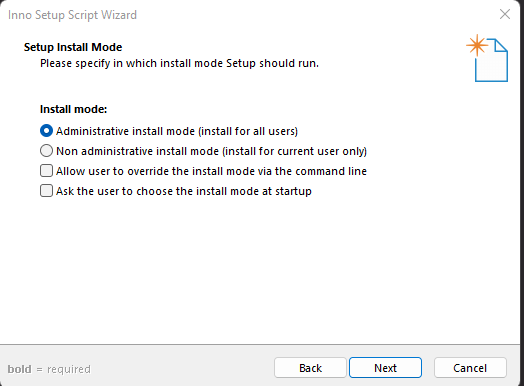 Inno Setup Script Wizard
Setup Install Mode
Please specify in which install mode Setup should run.
Install mode:
Administrative install mode (install for all users)
Non administrative install mode (install for current user only)
Allow user to override the install mode via the command line
Ask the user to choose the install mode at startup
bold = required
Back
Next
Cancel